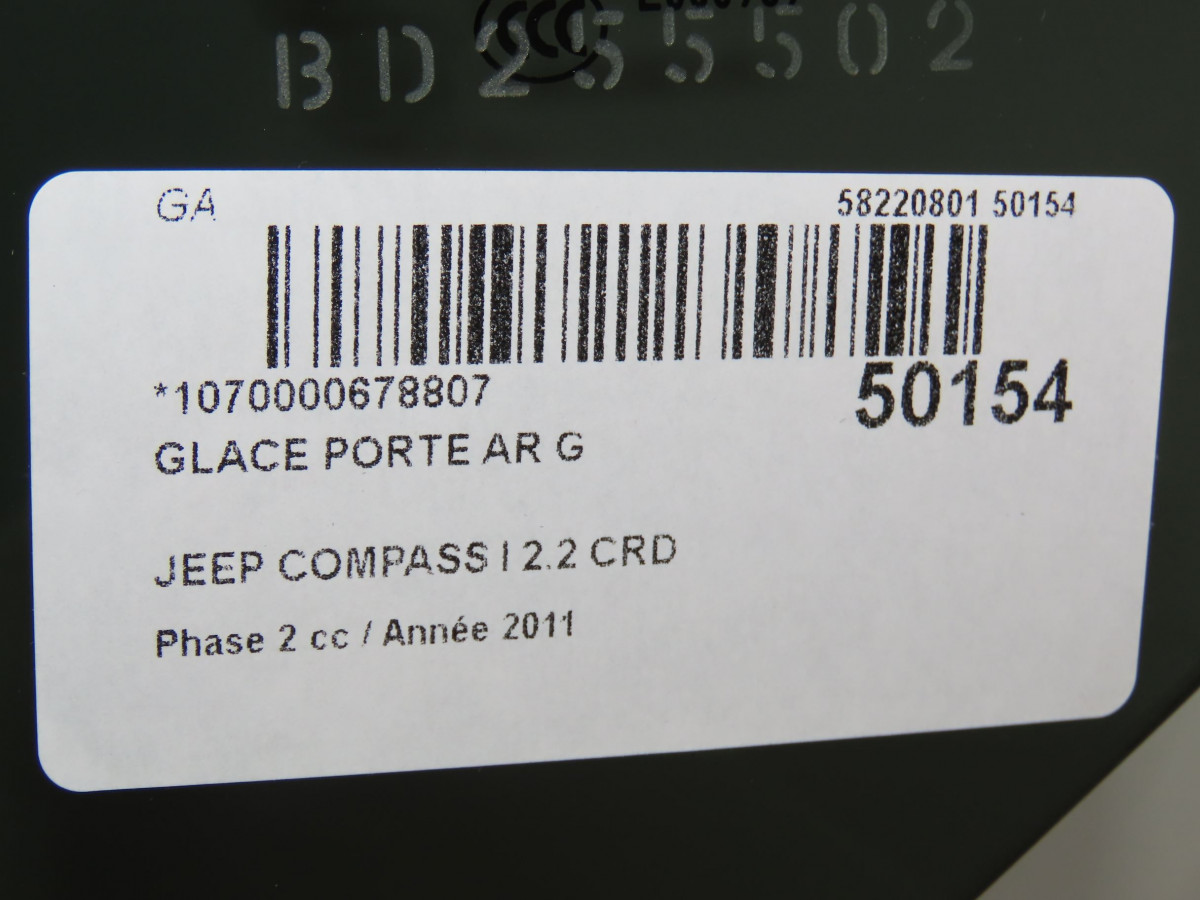 BD255502
GA
58220801 50154
*1070000678807
50154
GLACE PORTE AR G
JEEP COMPASS I 2.2 CRD
Phase 2 cc / Année 2011